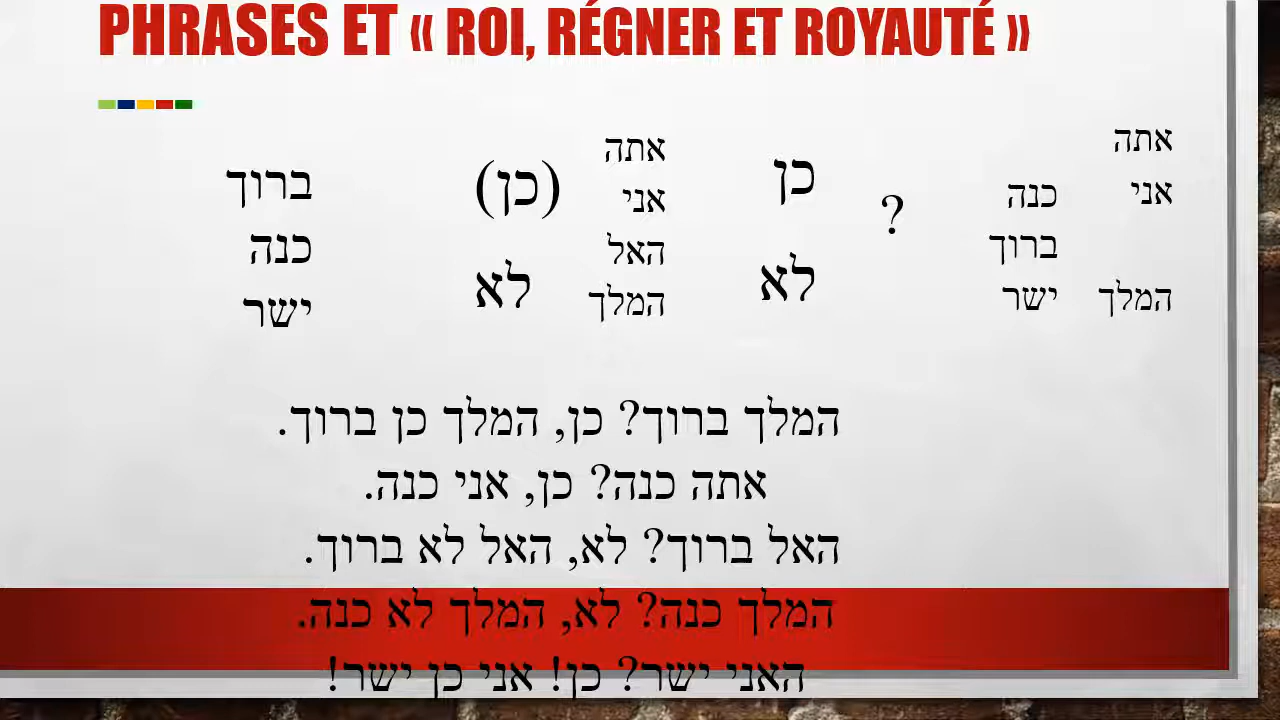 PHRASES ET « ROI, RÉGNER ET ROYAUTÉ »
אתה
אני
המלך
כנה
ברוך
ישר
?
כן
לא
אתה
אני
האל
המלך
(כן)
לא
ברוך
כנה
ישר
המלך ברוך? כן, המלך כן ברוך.
אתה כנה? כן, אני כנה.
האל ברוך? לא, האל לא ברוך.
המלך כנה? לא, המלך לא כנה.
האני ישר? כן! אני כן ישר!